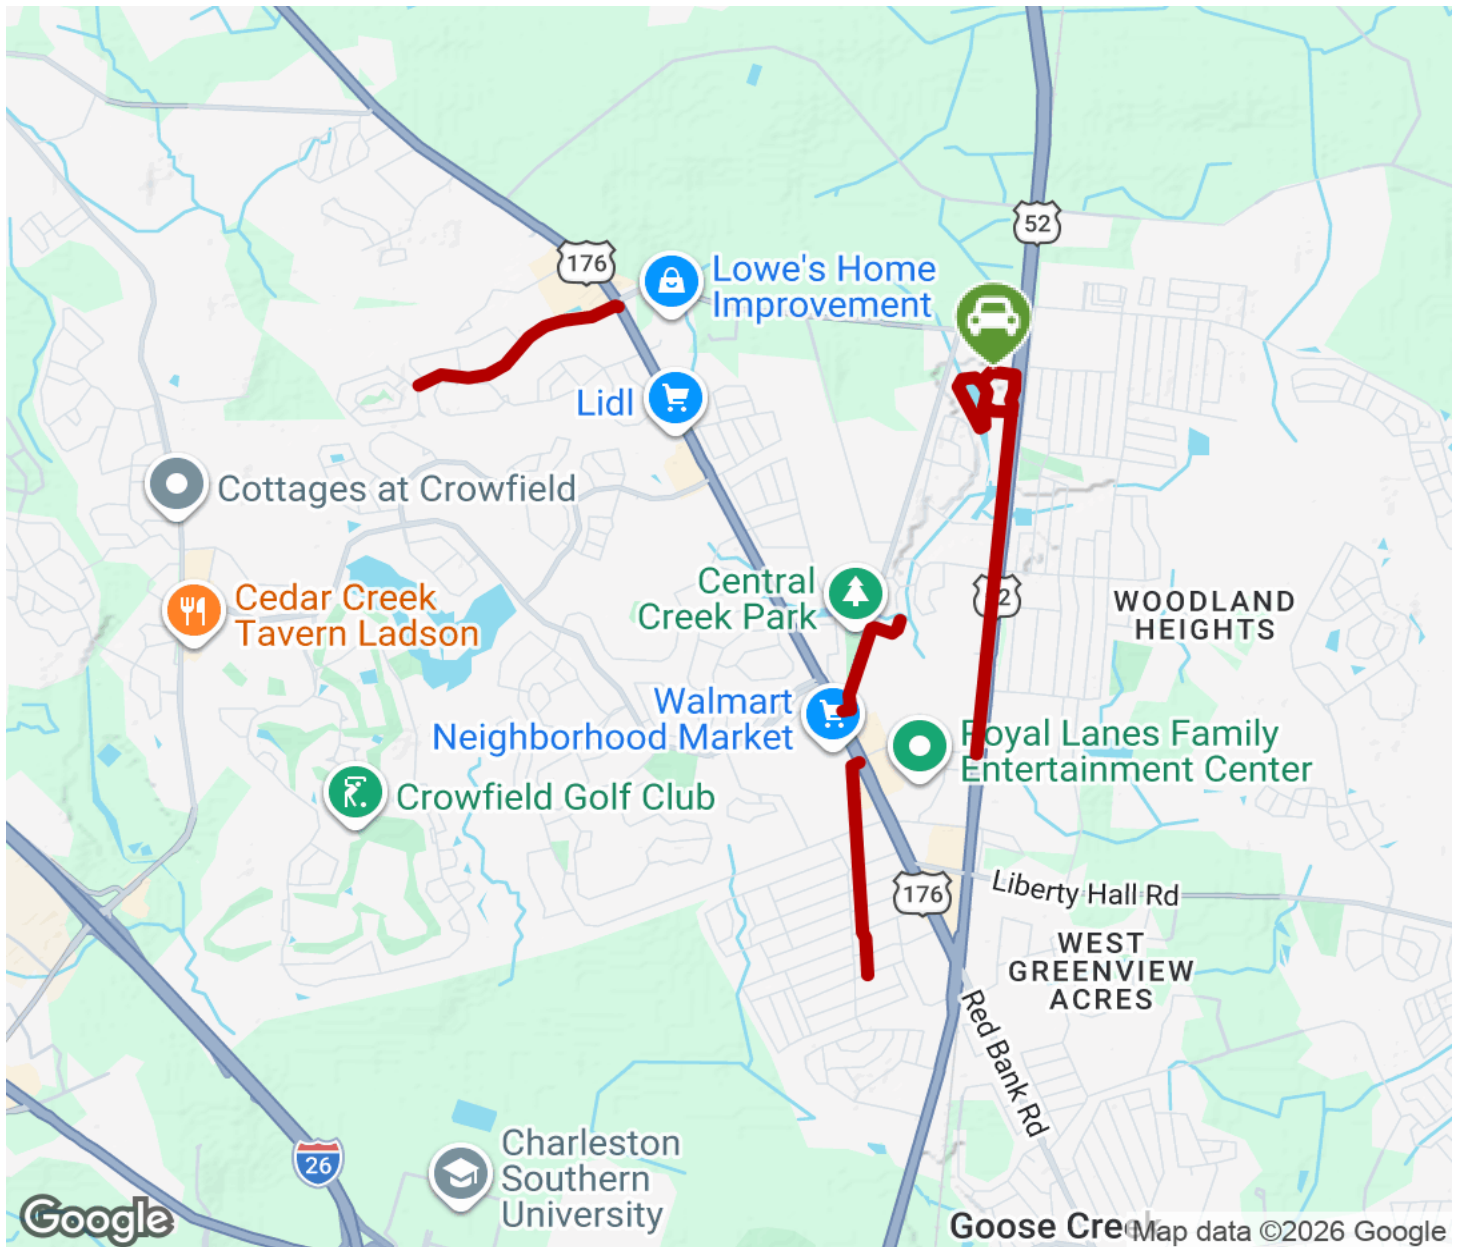 52
176
Lowe's Home
Improvement
Lidl
Cottages at Crowfield
Central
Creek Park
Cedar Creek
Tavern Ladson
WOODLAND
HEIGHTS
Walmart
Neighborhood Market
Royal Lanes Family
Entertainment Center
Crowfield Golf Club
176
Liberty Hall Rd
WEST
GREENVIEW
ACRES
Red Bank Rd
26
Charleston
Southern
University
Google
Goose Creek
Map data ©2026 Google